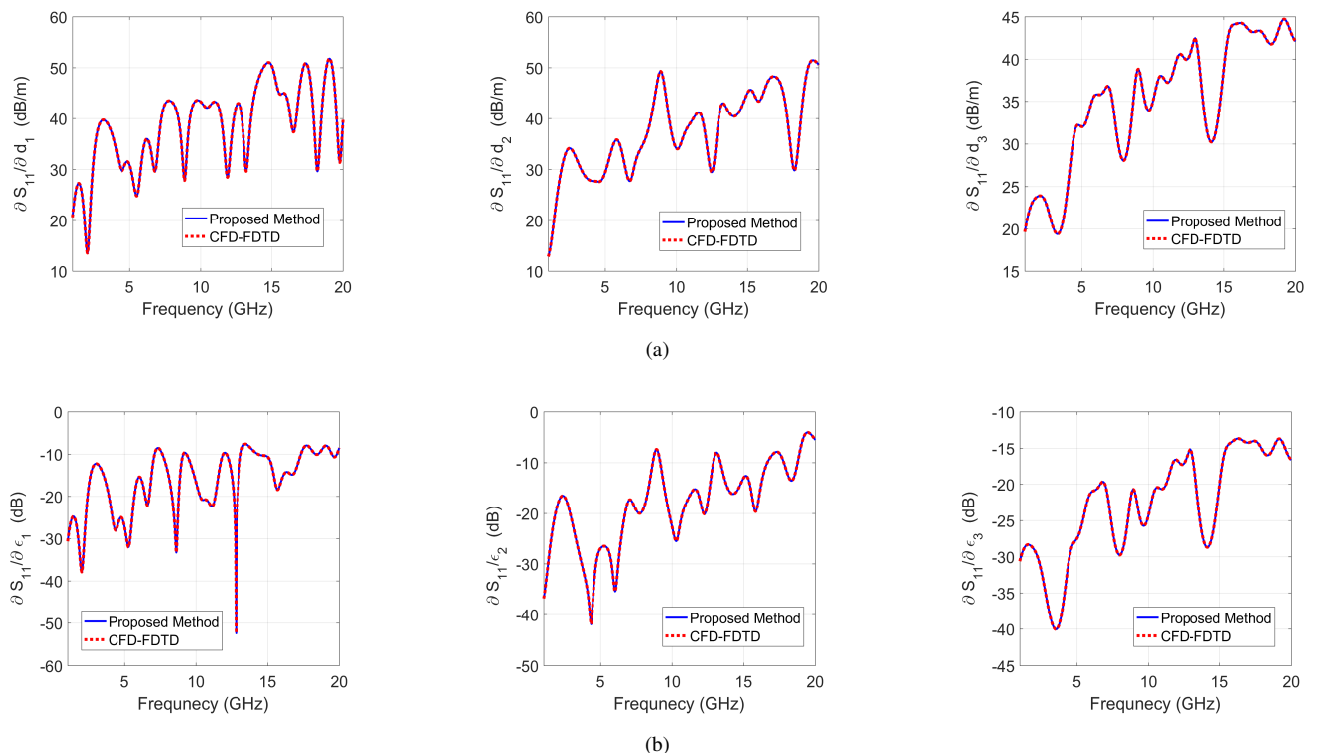 60
50
40
30
20
10
5
10
15
20
∂ S11/∂ d1 (dB/m)
Frequency (GHz)
Proposed Method
CFD-FDTD
60
50
40
30
20
10
5
10
15
20
∂ S11/∂ d2 (dB/m)
Frequency (GHz)
Proposed Method
CFD-FDTD
45
40
35
30
25
20
15
5
10
15
20
∂ S11/∂ d3 (dB/m)
Frequency (GHz)
Proposed Method
CFD-FDTD
(a)
0
-10
-20
-30
-40
-50
-60
5
10
15
20
∂ S11/∂ ϵ1 (dB)
Frequnecy (GHz)
Proposed Method
CFD-FDTD
0
-10
-20
-30
-40
-50
5
10
15
20
∂ S11/ϵ2 (dB)
Frequnecy (GHz)
Proposed Method
CFD-FDTD
-10
-15
-20
-25
-30
-35
-40
-45
5
10
15
20
∂ S11/∂ ϵ3 (dB)
Frequnecy (GHz)
Proposed Method
CFD-FDTD
(b)